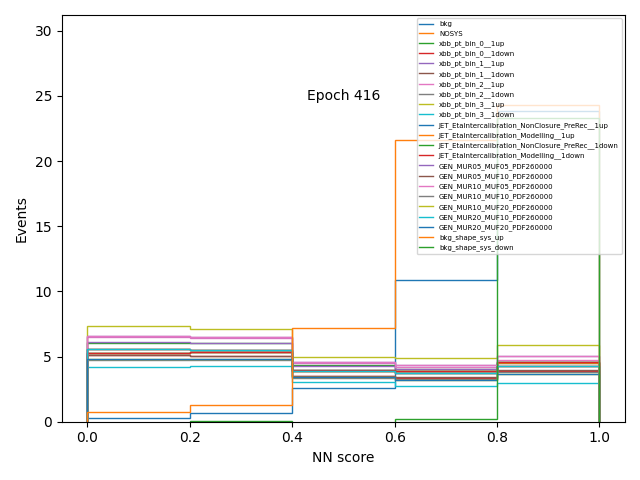 bkg
NOSYS
xbb_pt_bin_0__1up
xbb_pt_bin_0__1down
xbb_pt_bin_1__1up
xbb_pt_bin_1__1down
xbb_pt_bin_2__1up
xbb_pt_bin_2__1down
xbb_pt_bin_3__1up
xbb_pt_bin_3__1down
JET_EtaIntercalibration_NonClosure_PreRec__1up
JET_EtaIntercalibration_Modelling__1up
JET_EtaIntercalibration_NonClosure_PreRec__1down
JET_EtaIntercalibration_Modelling__1down
GEN_MUR05_MUF05_PDF260000
GEN_MUR05_MUF10_PDF260000
GEN_MUR10_MUF05_PDF260000
GEN_MUR10_MUF10_PDF260000
GEN_MUR10_MUF20_PDF260000
GEN_MUR20_MUF10_PDF260000
GEN_MUR20_MUF20_PDF260000
bkg_shape_sys_up
bkg_shape_sys_down
Epoch 416
Events
30
25
20
15
10
5
0
0.0 0.2 0.4 0.6 0.8 1.0
NN score